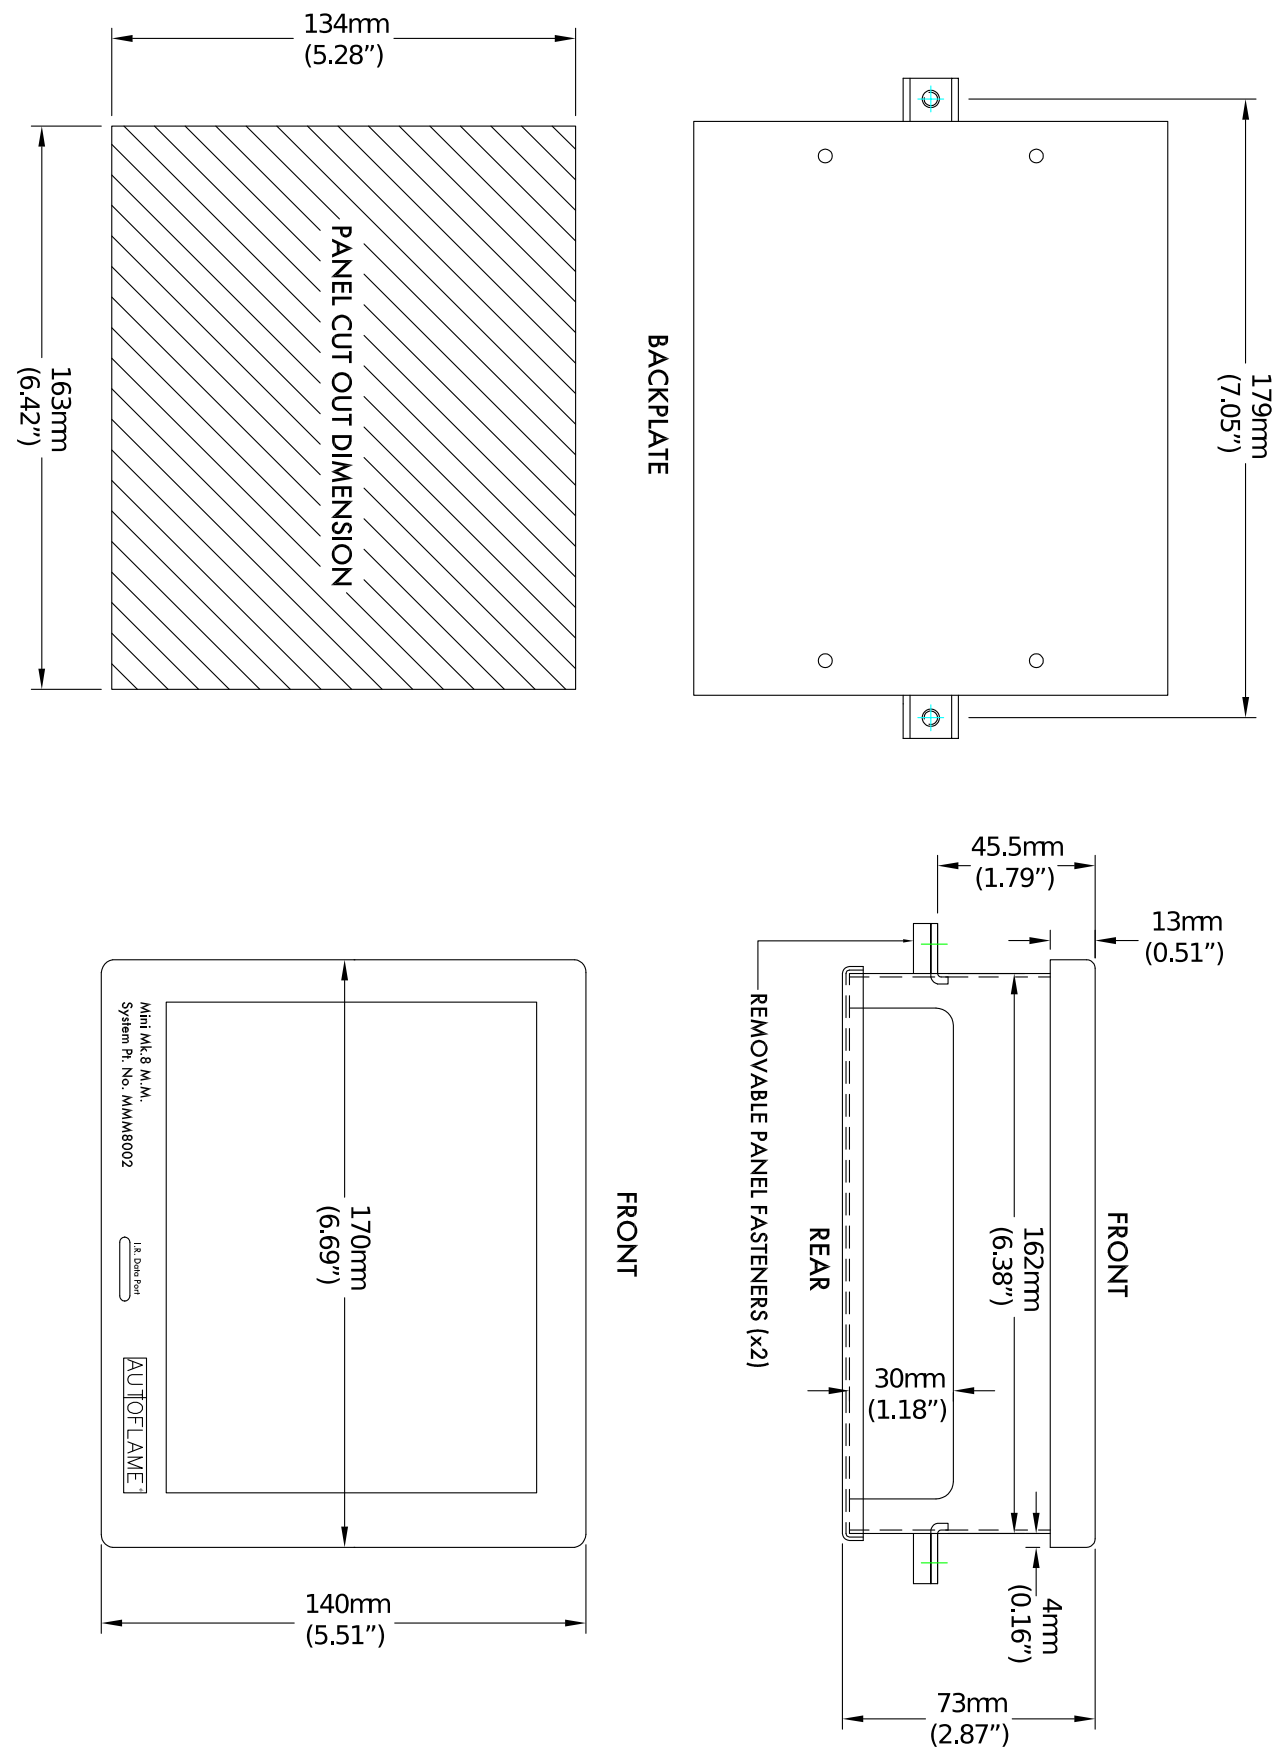 134mm
(5.28”)
PANEL CUT OUT DIMENSION
163mm
(6.42”)
BACKPLATE
179mm
(7.05”)
FRONT
170mm
(6.69”)
Mini Mk.8 M.M.
System Pt. No. MMM8002
I.R. Data Port
AUTOFLAME
140mm
(5.51”)
45.5mm
(1.79”)
13mm
(0.51”)
REMOVABLE PANEL FASTENERS (x2)
REAR
FRONT
162mm
(6.38”)
30mm
(1.18”)
4mm
(0.16”)
73mm
(2.87”)